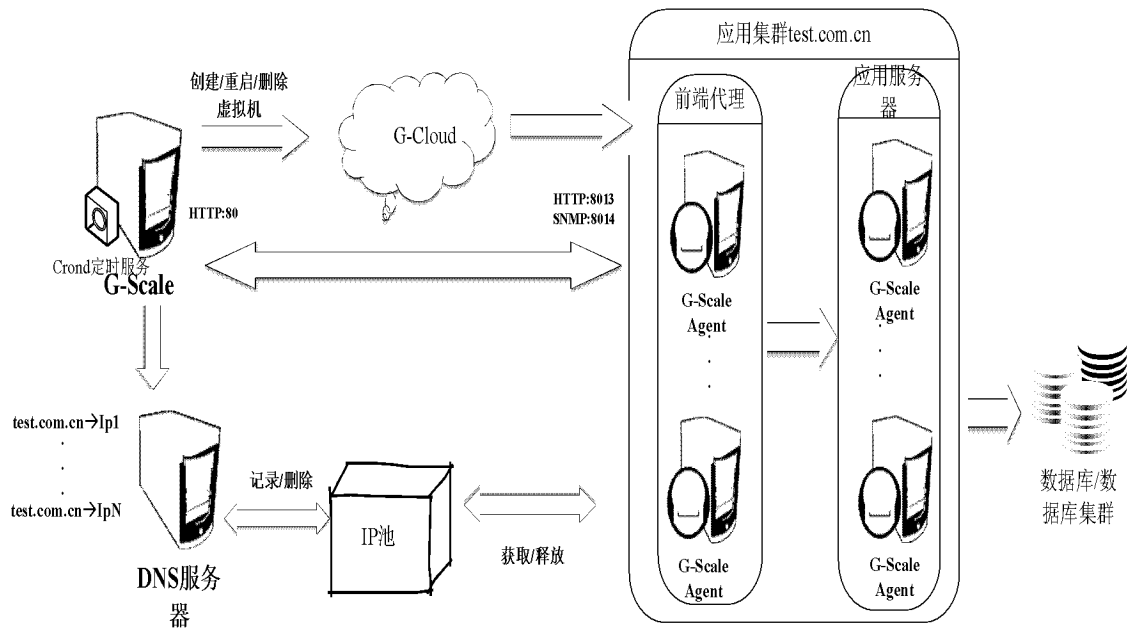 应用集群test.com.cn
创建/重启/删除
虚拟机
G-Cloud
前端代理
应用服务
器
HTTP:80
HTTP:8013
SNMP:8014
Crond定时服务
G-Scale
G-Scale
Agent
G-Scale
Agent
test.com.cn→Ip1
test.com.cn→IpN
记录/删除
IP池
获取/释放
DNS服务
器
G-Scale
Agent
G-Scale
Agent
数据库/数
据库集群